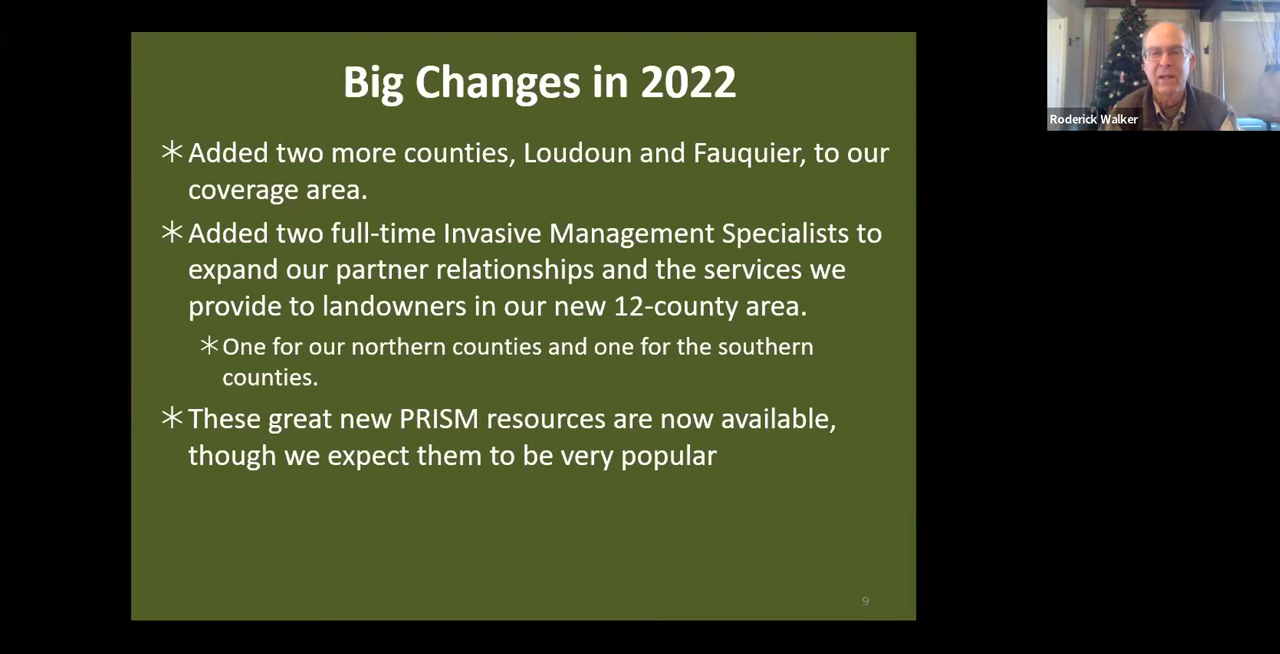 Big Changes in 2022
Added two more counties, Loudoun and Fauquier, to our
coverage area.
Added two full-time Invasive Management Specialists to
expand our partner relationships and the services we
provide to landowners in our new 12-county area.
One for our northern counties and one for the southern
counties.
These great new PRISM resources are now available,
though we expect them to be very popular
9
Roderick Walker